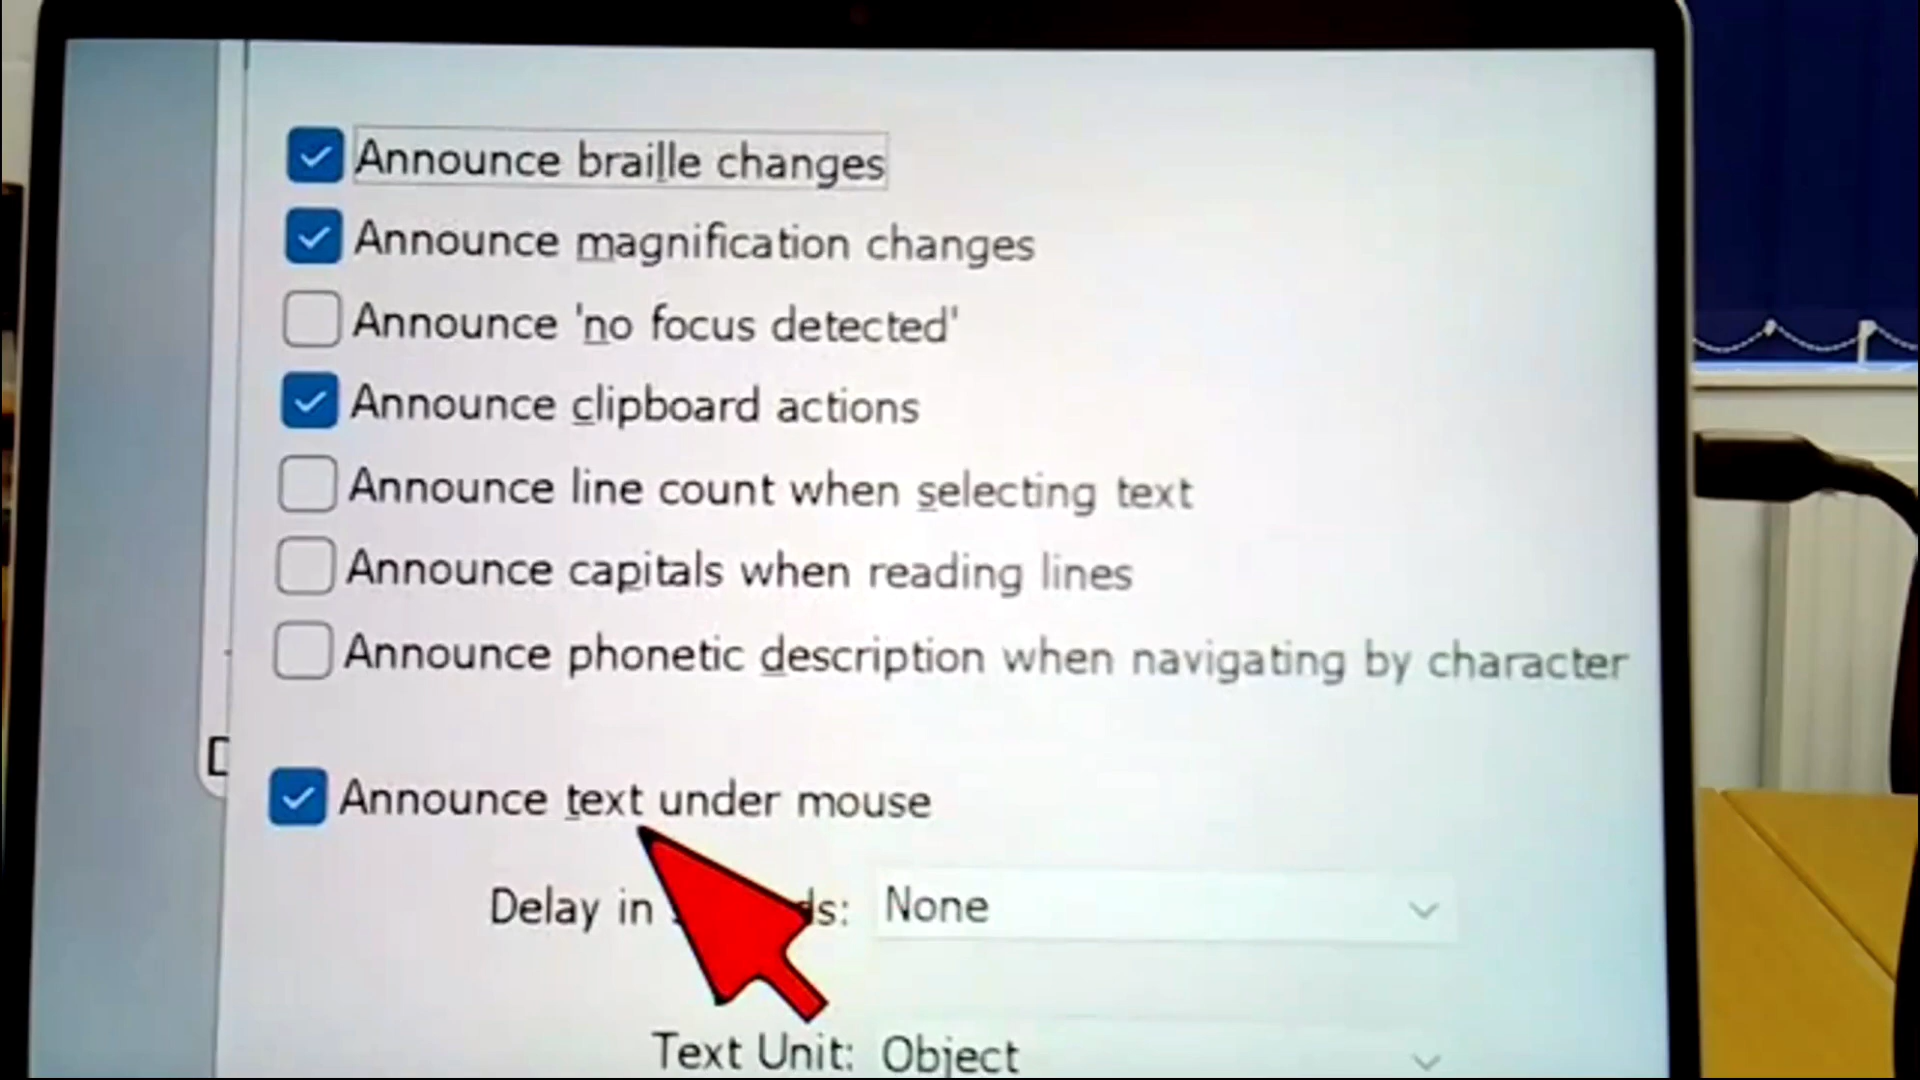 Announce braille changes
Announce magnification changes
Announce 'no focus detected'
Announce clipboard actions
Announce line count when selecting text
Announce capitals when reading lines
Announce phonetic description when navigating by character
Announce text under mouse
Delay in None
Text Unit: Object